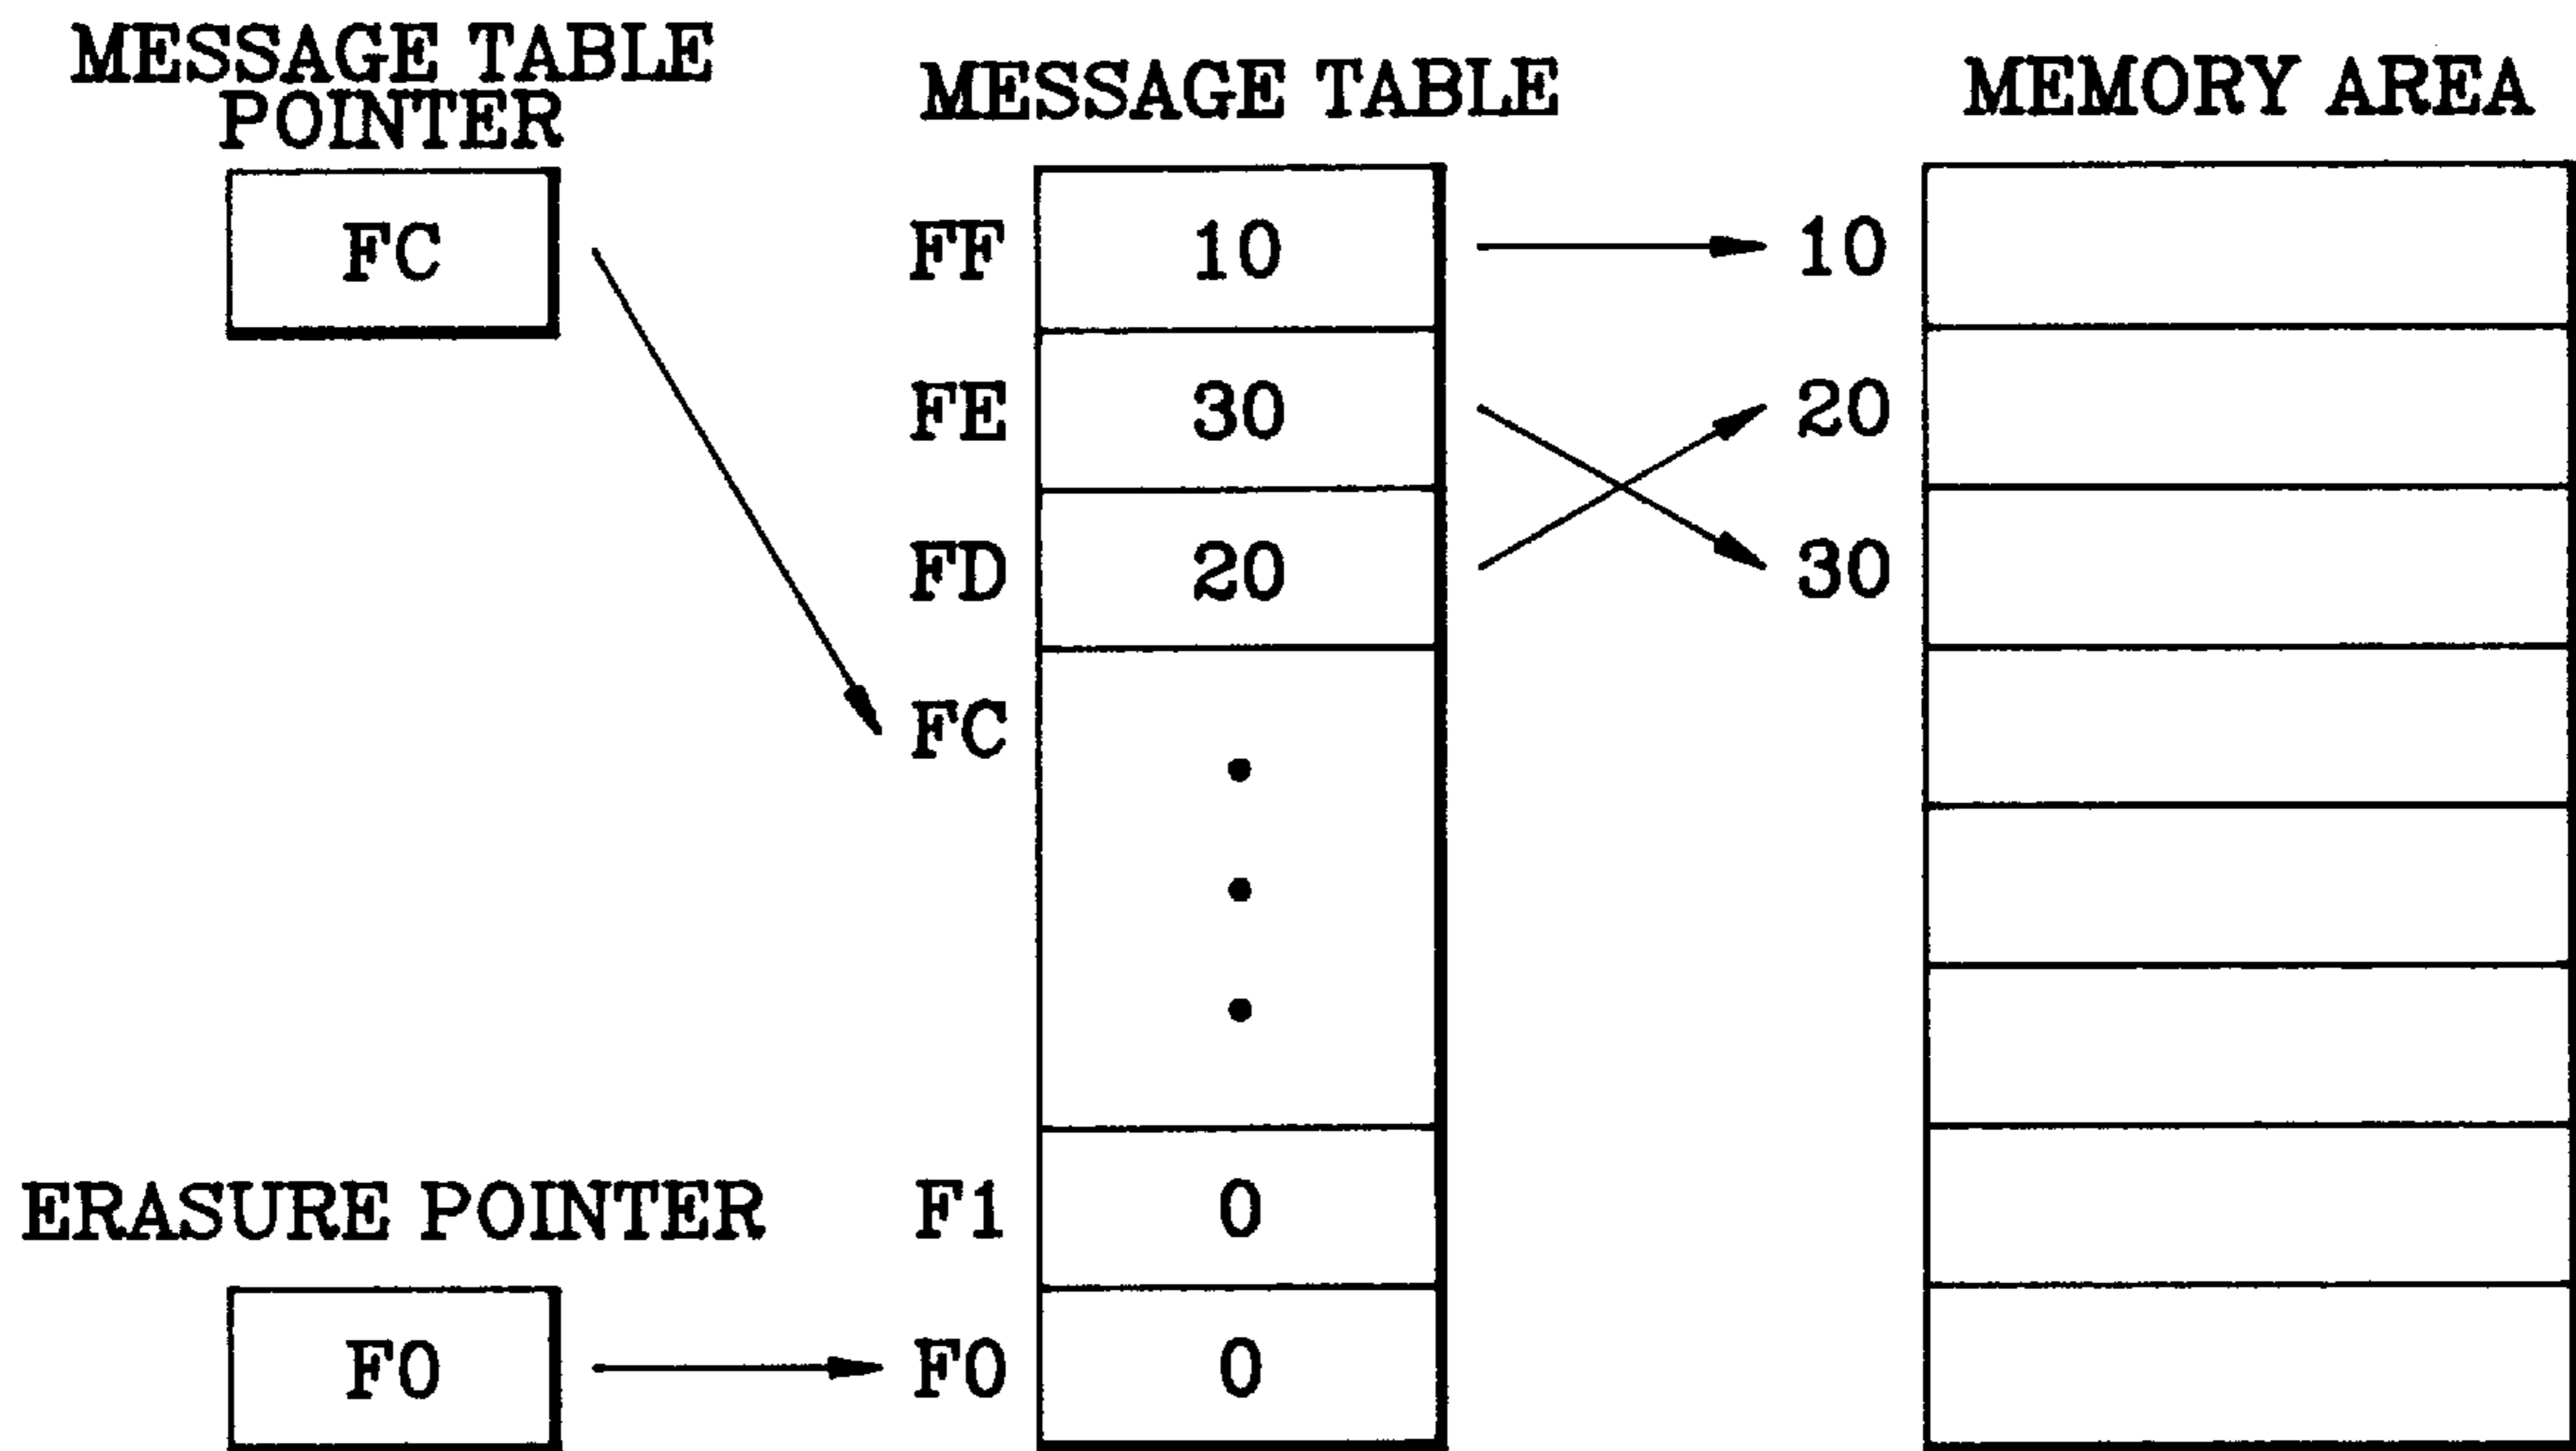 MESSAGE TABLE
POINTER
FC
MESSAGE TABLE
MEMORY AREA
FF 10
10
FE 30
20
FD 20
30
FC
F1 0
ERASURE POINTER
F0
F0 0